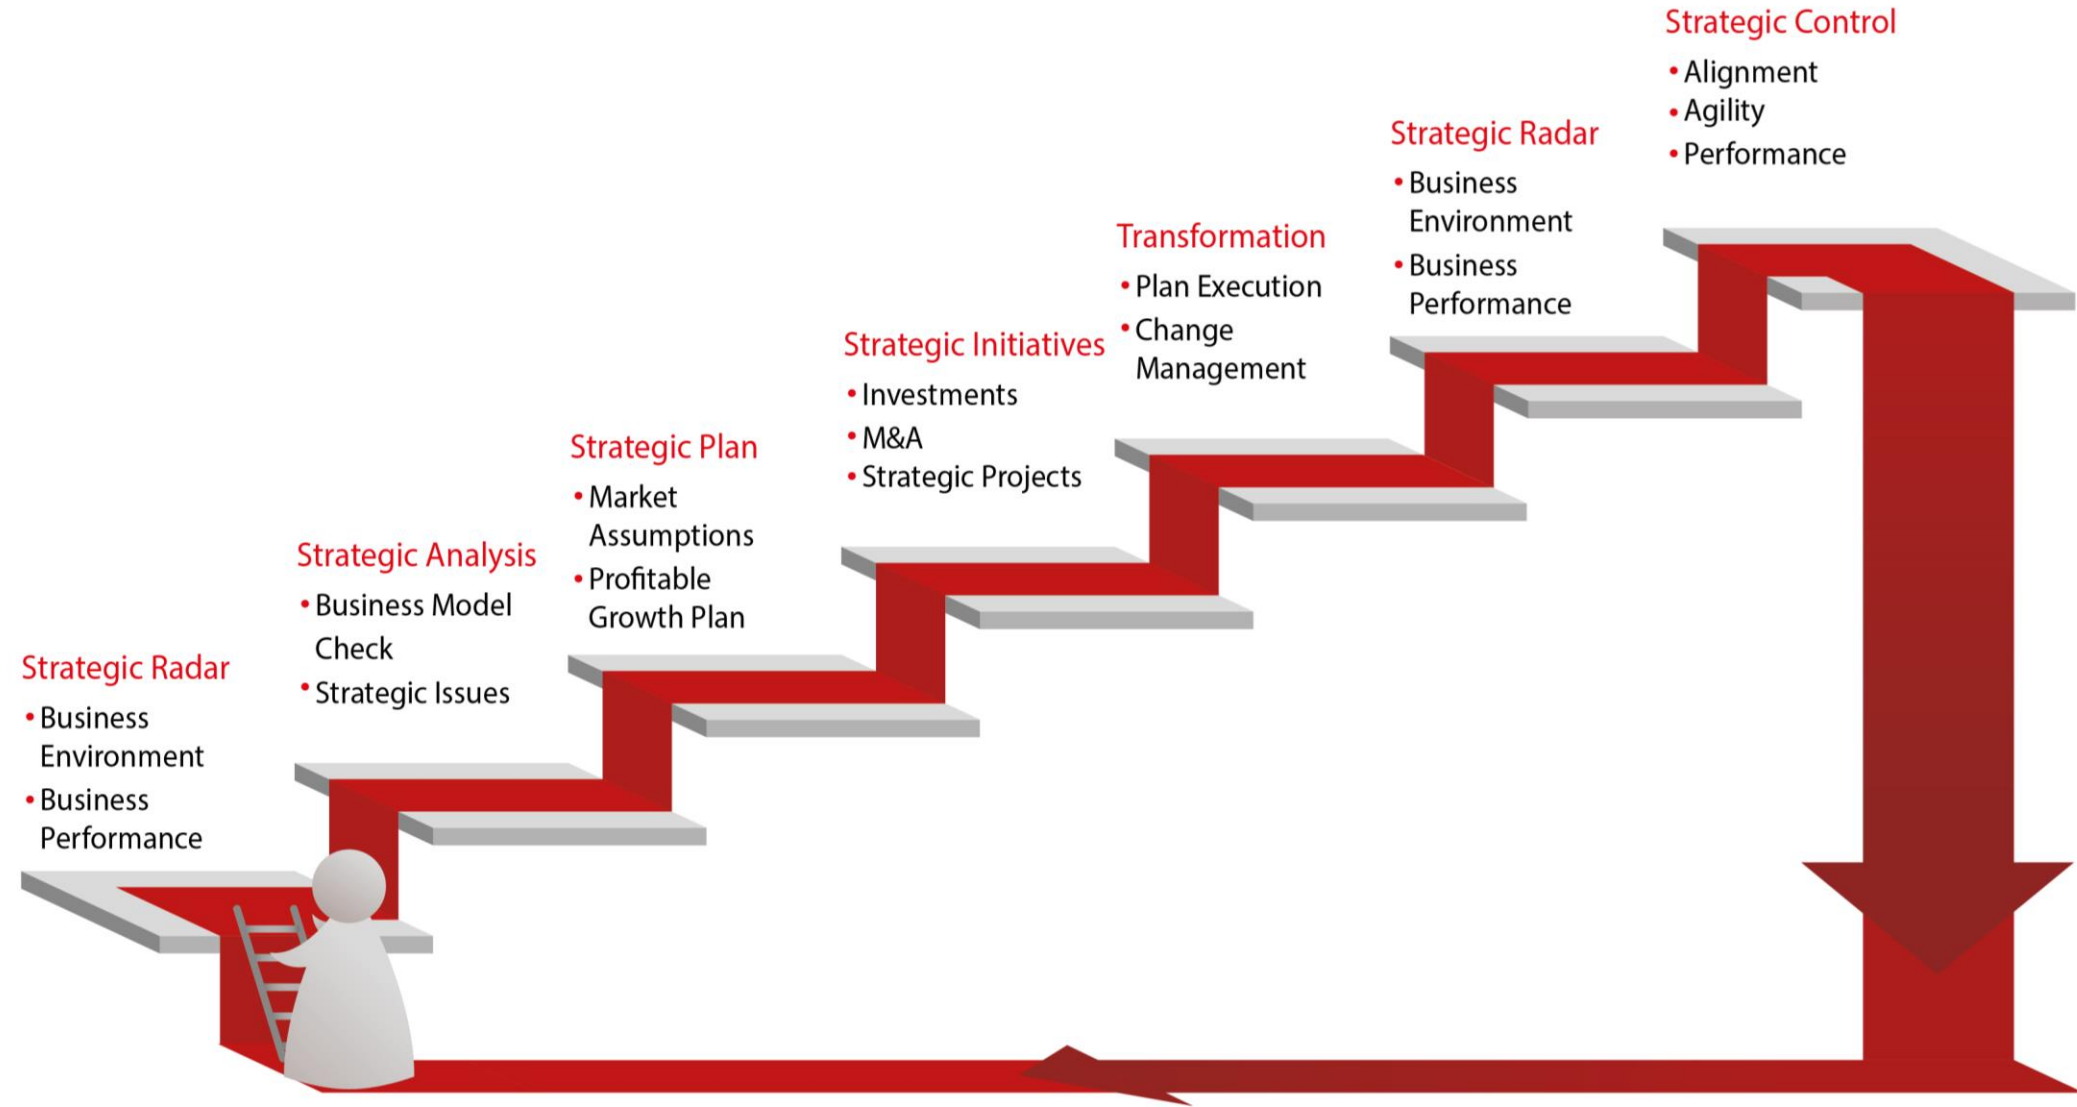 Strategic Radar
• Business
Environment
• Business
Performance
Strategic Analysis
• Business Model
Check
• Strategic Issues
Strategic Plan
• Market
Assumptions
• Profitable
Growth Plan
Strategic Initiatives
• Investments
• M&A
• Strategic Projects
Transformation
• Plan Execution
• Change
Management
Strategic Radar
• Business
Environment
• Business
Performance
Strategic Control
• Alignment
• Agility
• Performance